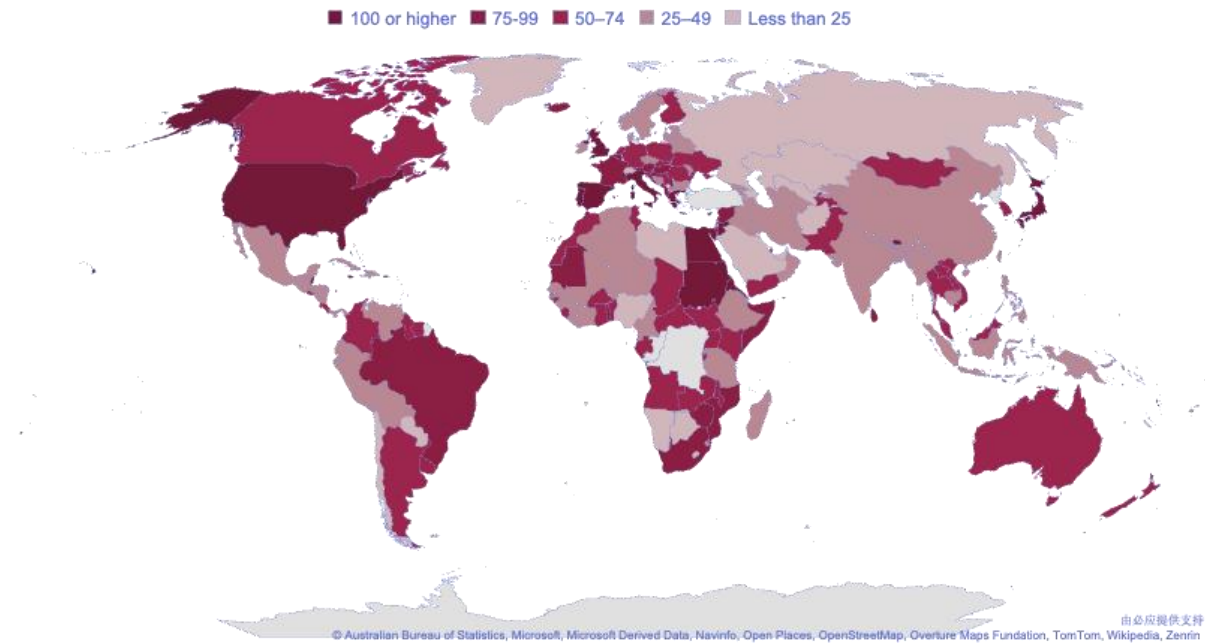 100 or higher 75-99 50–74 25–49 Less than 25
由必应提供支持
© Australian Bureau of Statistics, Microsoft, Microsoft Derived Data, Navinfo, Open Places, OpenStreetMap, Overture Maps Fundation, TomTom, Wikipedia, Zenrin